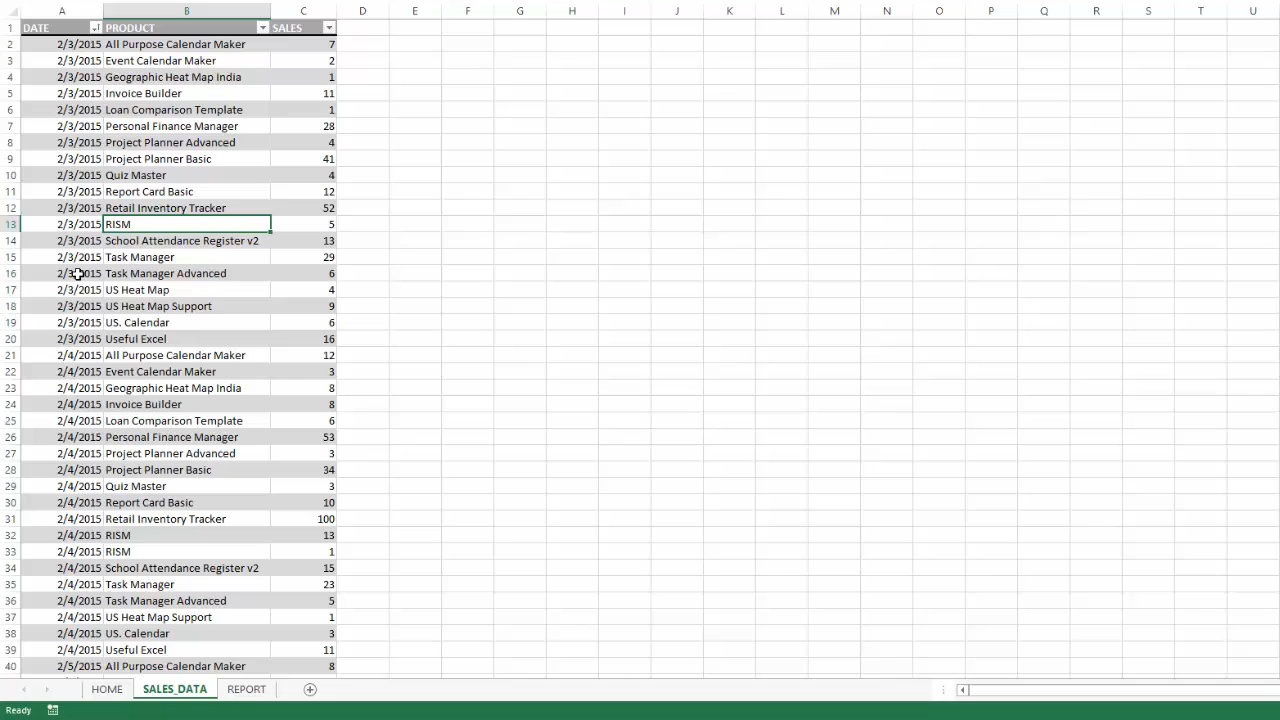 A B C D E F G H I J K L M N O P Q R S T U
1 DATE PRODUCT SALES
2 2/3/2015 All Purpose Calendar Maker 7
3 2/3/2015 Event Calendar Maker 2
4 2/3/2015 Geographic Heat Map India 1
5 2/3/2015 Invoice Builder 11
6 2/3/2015 Loan Comparison Template 1
7 2/3/2015 Personal Finance Manager 28
8 2/3/2015 Project Planner Advanced 4
9 2/3/2015 Project Planner Basic 41
10 2/3/2015 Quiz Master 4
11 2/3/2015 Report Card Basic 12
12 2/3/2015 Retail Inventory Tracker 52
13 2/3/2015 RISM 5
14 2/3/2015 School Attendance Register v2 13
15 2/3/2015 Task Manager 29
16 2/3/2015 Task Manager Advanced 6
17 2/3/2015 US Heat Map 4
18 2/3/2015 US Heat Map Support 9
19 2/3/2015 US. Calendar 6
20 2/3/2015 Useful Excel 16
21 2/4/2015 All Purpose Calendar Maker 12
22 2/4/2015 Event Calendar Maker 3
23 2/4/2015 Geographic Heat Map India 8
24 2/4/2015 Invoice Builder 8
25 2/4/2015 Loan Comparison Template 6
26 2/4/2015 Personal Finance Manager 53
27 2/4/2015 Project Planner Advanced 3
28 2/4/2015 Project Planner Basic 34
29 2/4/2015 Quiz Master 3
30 2/4/2015 Report Card Basic 10
31 2/4/2015 Retail Inventory Tracker 100
32 2/4/2015 RISM 13
33 2/4/2015 RISM 1
34 2/4/2015 School Attendance Register v2 15
35 2/4/2015 Task Manager 23
36 2/4/2015 Task Manager Advanced 5
37 2/4/2015 US Heat Map Support 1
38 2/4/2015 US. Calendar 3
39 2/4/2015 Useful Excel 11
40 2/5/2015 All Purpose Calendar Maker 8
HOME SALES_DATA REPORT
Ready